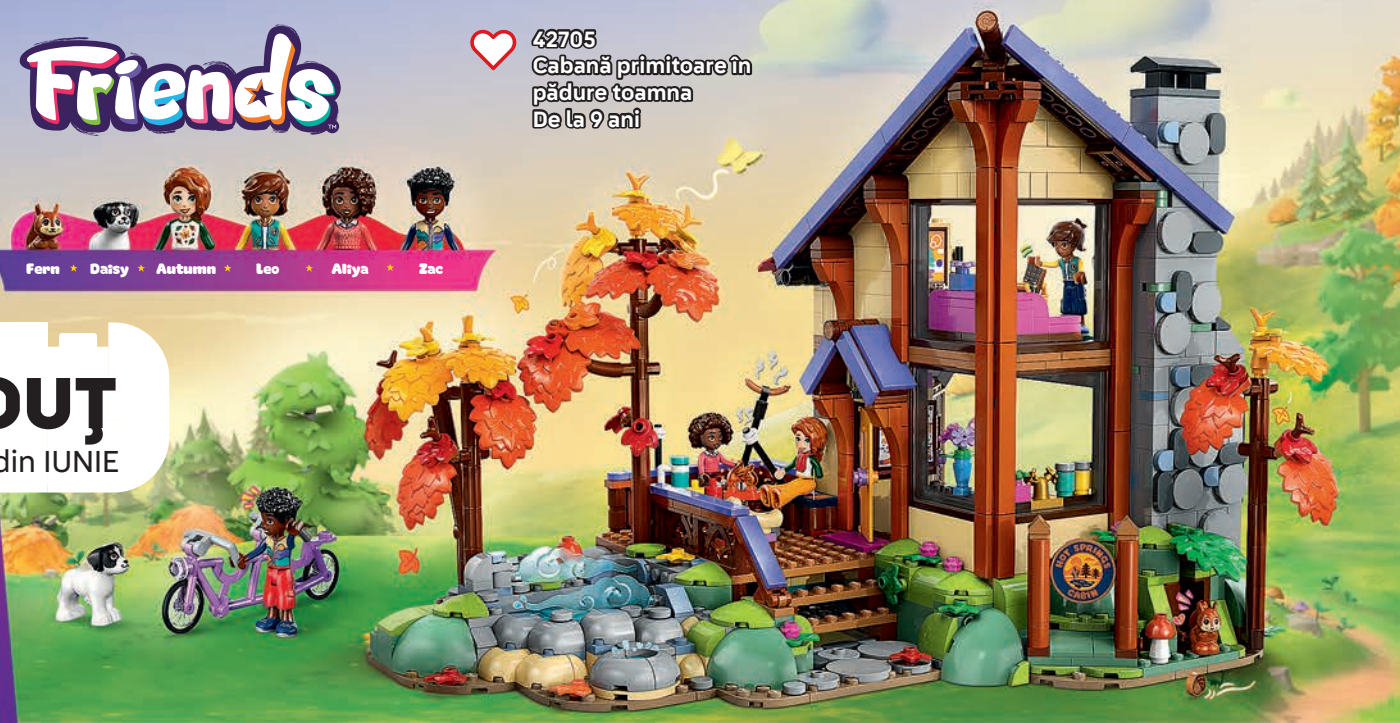 Friends™
42705
Cabană primitoare în
pădure toamna
De la 9 ani
Fern ★ Daisy ★ Autumn ★ Leo ★ Aliya ★ Zac
OUȚ
din IUNIE
HOT SPRINGS
CABIN